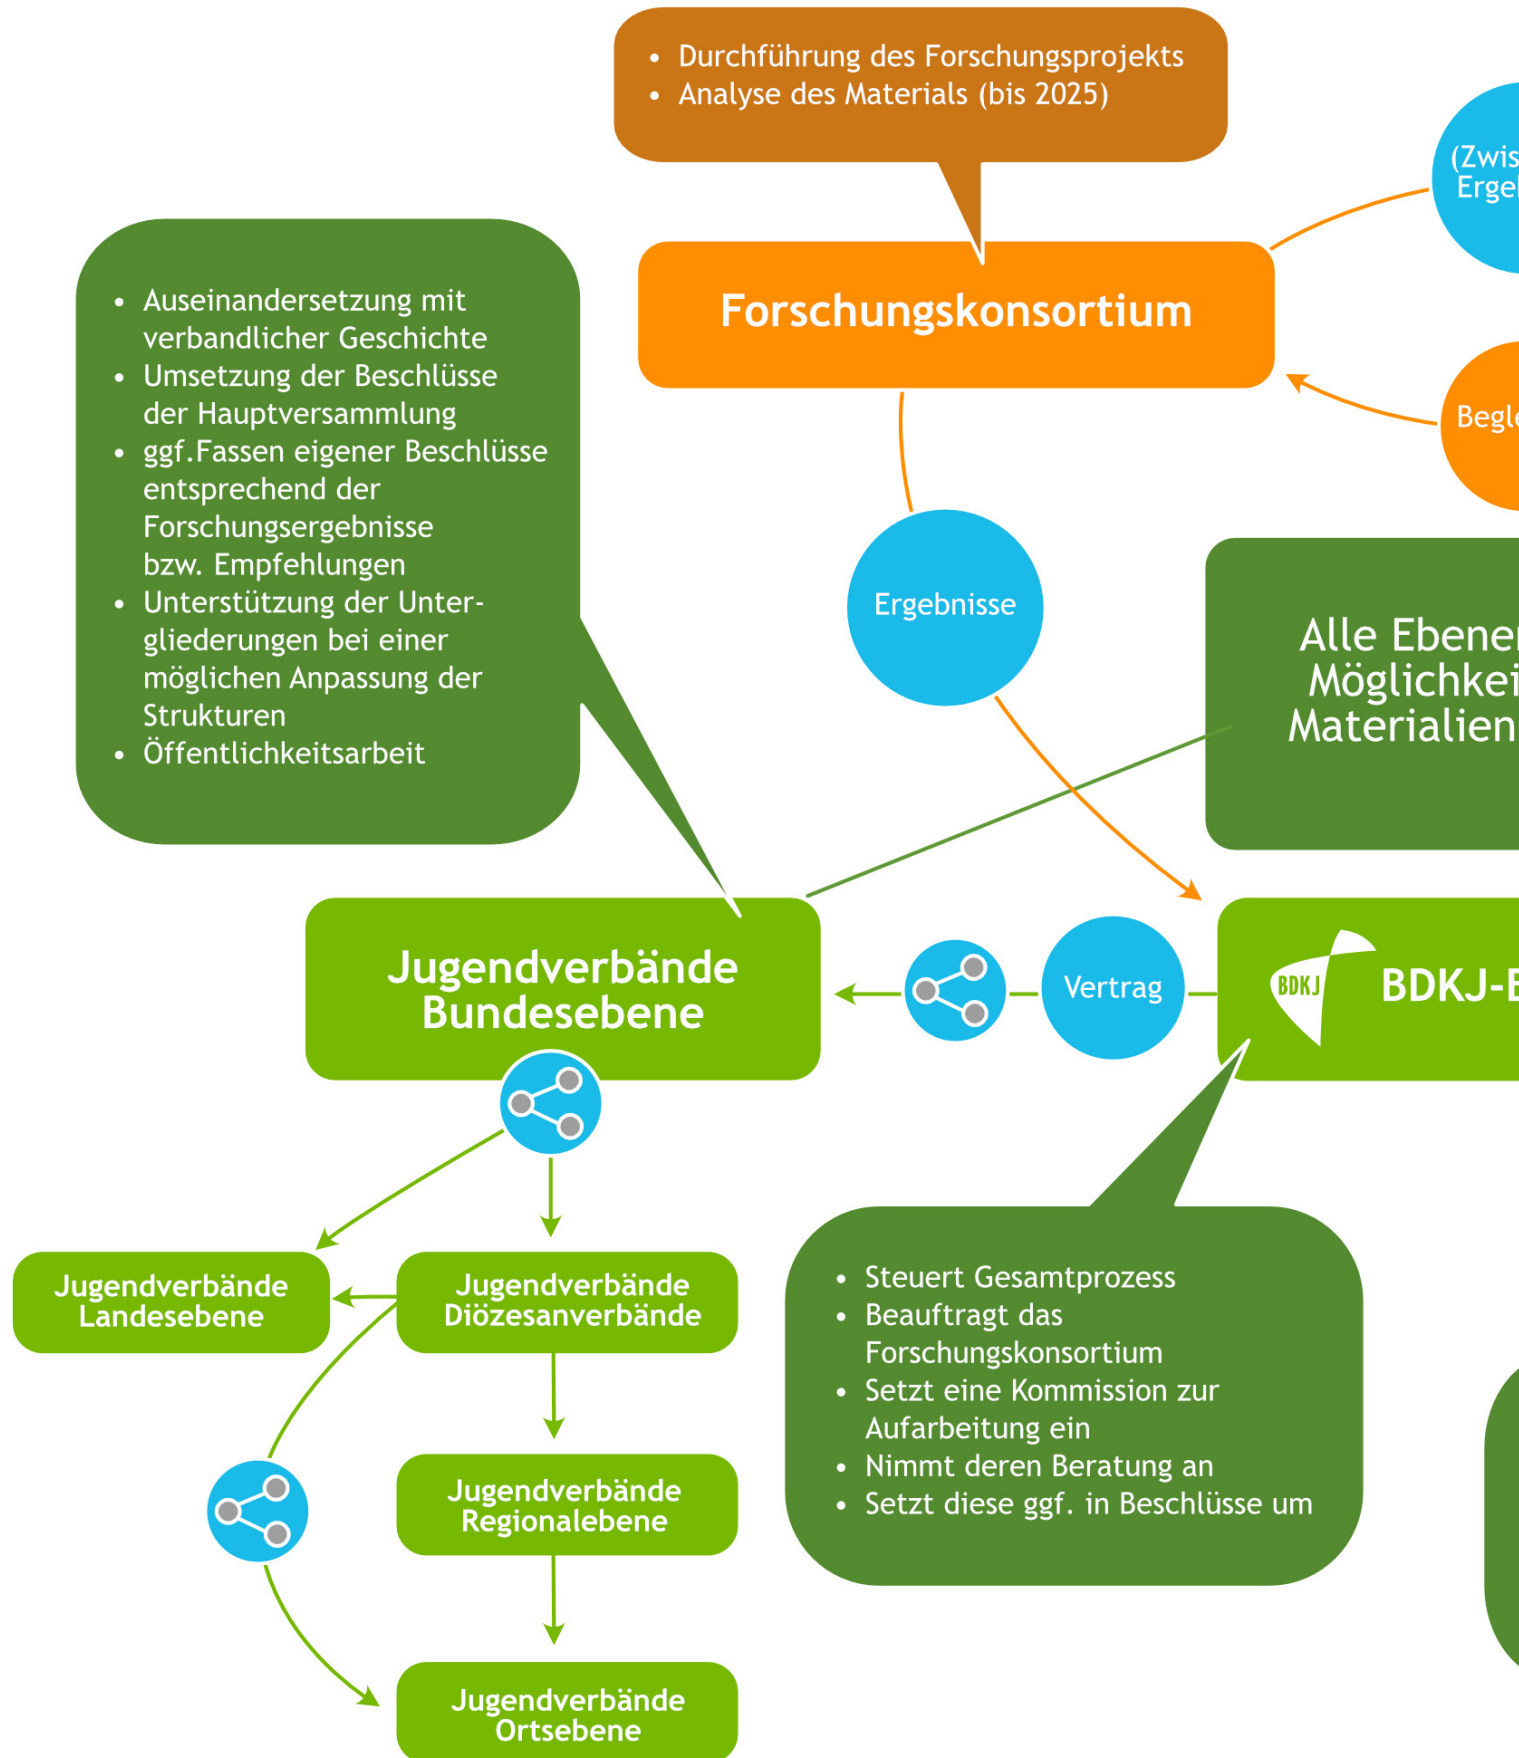 • Durchführung des Forschungsprojekts
• Analyse des Materials (bis 2025)
Forschungskonsortium
• Auseinandersetzung mit
verbandlicher Geschichte
• Umsetzung der Beschlüsse
der Hauptversammlung
• ggf.Fassen eigener Beschlüsse
entsprechend der
Forschungsergebnisse
bzw. Empfehlungen
• Unterstützung der Unter-
gliederungen bei einer
möglichen Anpassung der
Strukturen
• Öffentlichkeitsarbeit
Ergebnisse
Alle
Materialien
Jugendverbände
Bundesebene
Vertrag
BDKJ
Jugendverbände
Landesebene
Jugendverbände
Diözesanverbände
Jugendverbände
Regionalebene
Jugendverbände
Ortsebene
• Steuert Gesamtprozess
• Beauftragt das
Forschungskonsortium
• Setzt eine Kommission zur
Aufarbeitung ein
• Nimmt deren Beratung an
• Setzt diese ggf. in Beschlüsse um